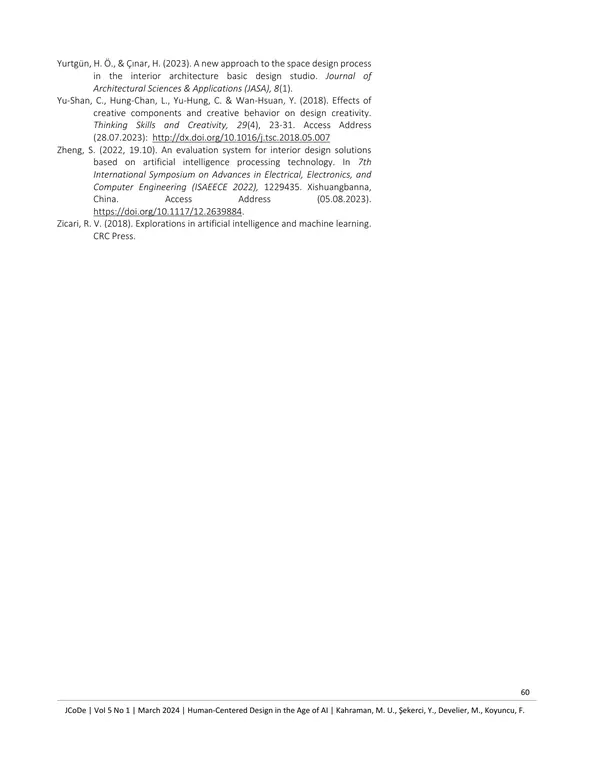 Yurtgün, H. Ö., & Çınar, H. (2023). A new approach to the space design process
in the interior architecture basic design studio. Journal of
Architectural Sciences & Applications (JASA), 8(1).
Yu-Shan, C., Hung-Chan, L., Yu-Hung, C. & Wan-Hsuan, Y. (2018). Effects of
creative components and creative behavior on design creativity.
Thinking Skills and Creativity, 29(4), 23-31. Access Address
(28.07.2023): http://dx.doi.org/10.1016/j.tsc.2018.05.007
Zheng, S. (2022, 19.10). An evaluation system for interior design solutions
based on artificial intelligence processing technology. In 7th
International Symposium on Advances in Electrical, Electronics, and
Computer Engineering (ISAEECE 2022), 1229435. Xishuangbanna,
China. Access Address (05.08.2023).
https://doi.org/10.1117/12.2639884.
Zicari, R. V. (2018). Explorations in artificial intelligence and machine learning.
CRC Press.
60
JCoDe | Vol 5 No 1 | March 2024 | Human-Centered Design in the Age of AI | Kahraman, M. U., Şekerci, Y., Develier, M., Koyuncu, F.